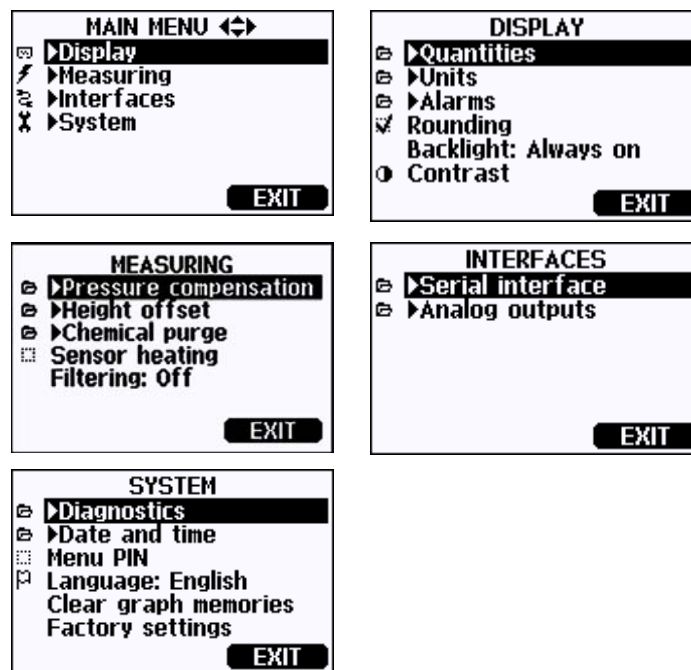 MAIN MENU
Display
Measuring
Interfaces
System
EXIT
DISPLAY
Quantities
Units
Alarms
Rounding
Backlight: Always on
Contrast
EXIT
MEASURING
Pressure compensation
Height offset
Chemical purge
Sensor heating
Filtering: Off
EXIT
INTERFACES
Serial interface
Analog outputs
EXIT
SYSTEM
Diagnostics
Date and time
Menu PIN
Language: English
Clear graph memories
Factory settings
EXIT